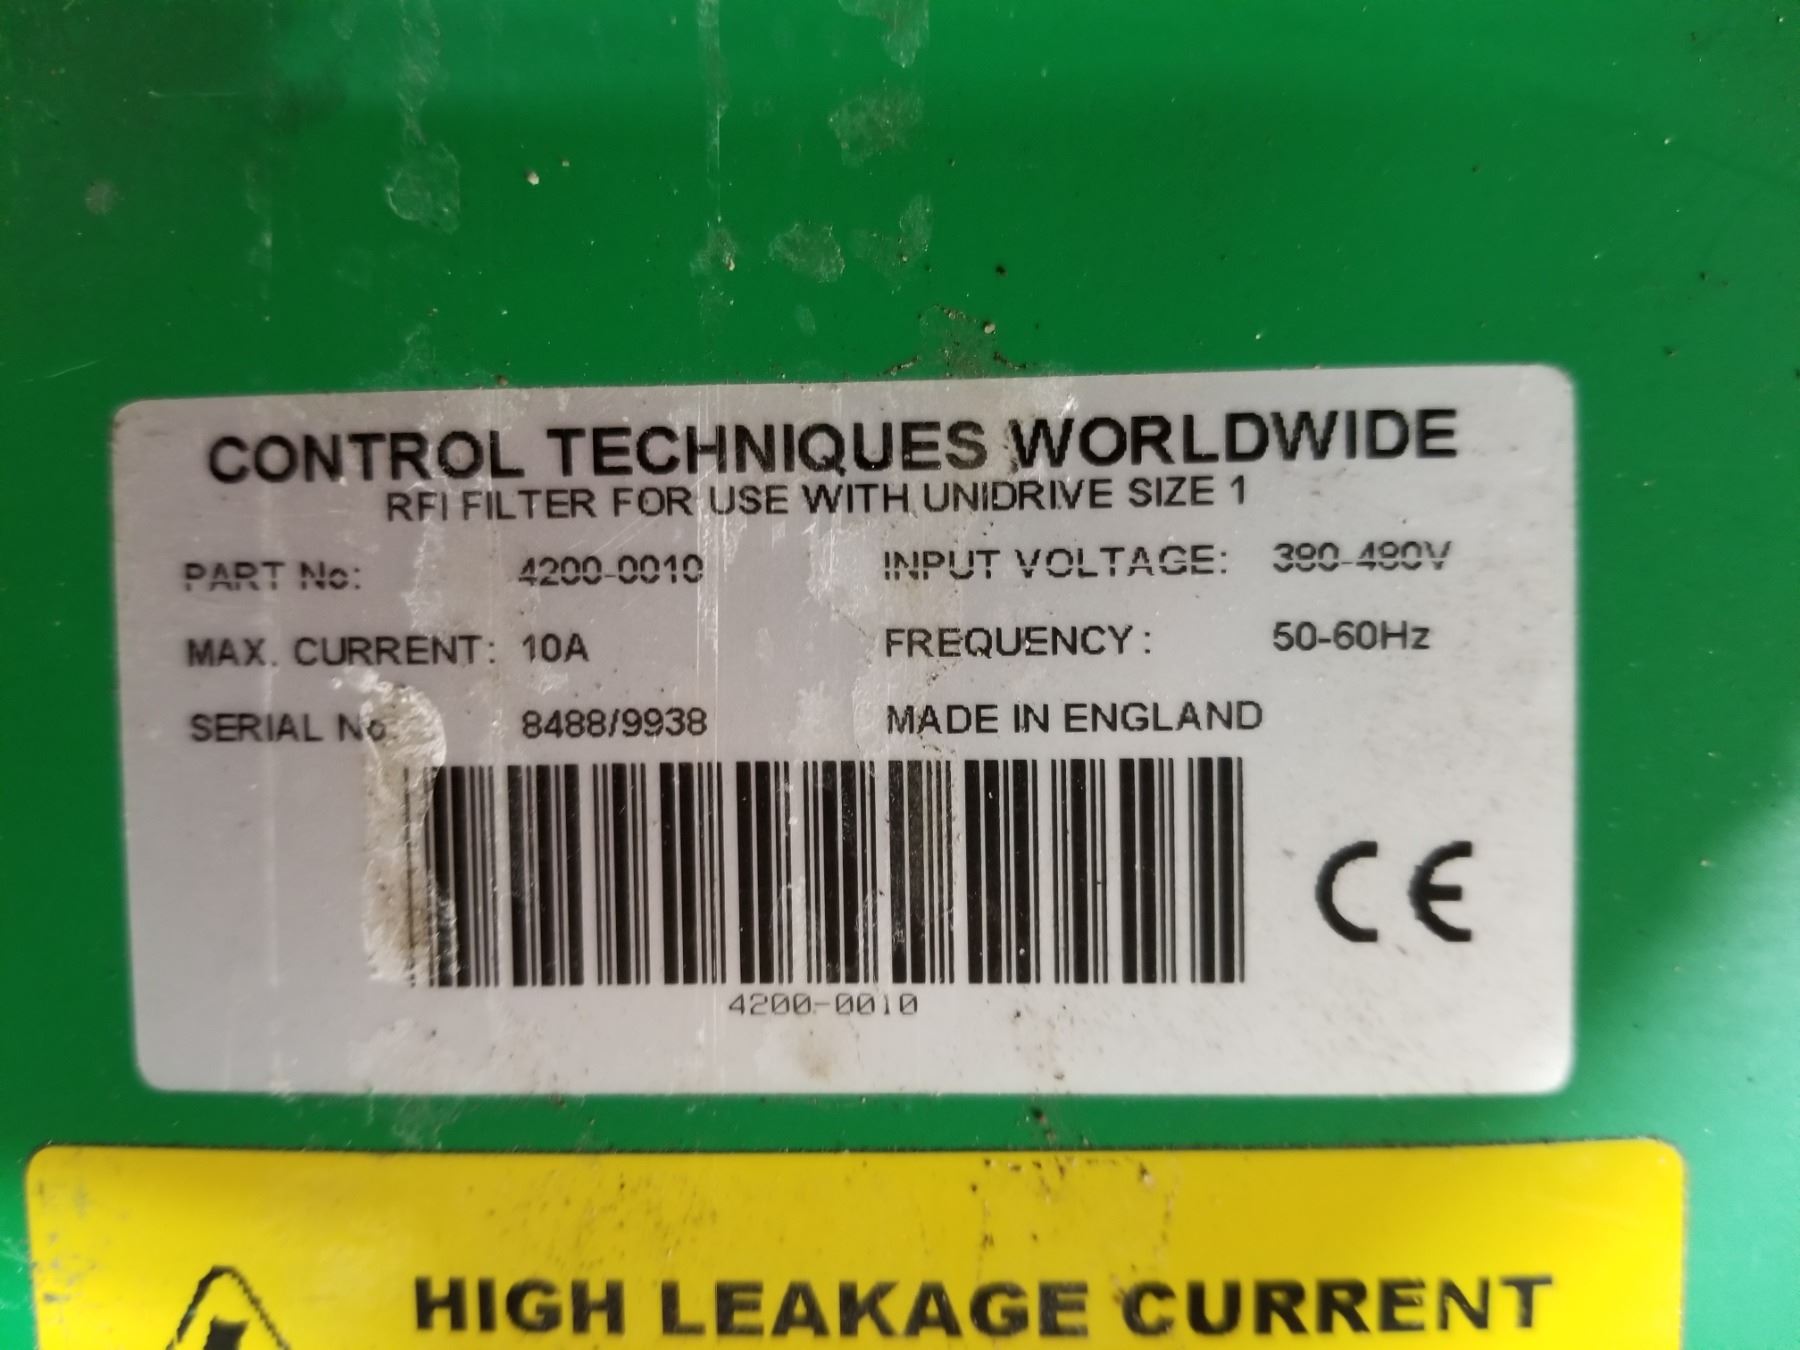 CONTROL TECHNIQUES WORLDWIDE
RFI FILTER FOR USE WITH UNIDRIVE SIZE 1
PART No: 4200-0010 INPUT VOLTAGE: 380-480V
MAX. CURRENT: 10A FREQUENCY: 50-60Hz
SERIAL No: 8488/9938 MADE IN ENGLAND
CE
4200-0010
HIGH LEAKAGE CURRENT